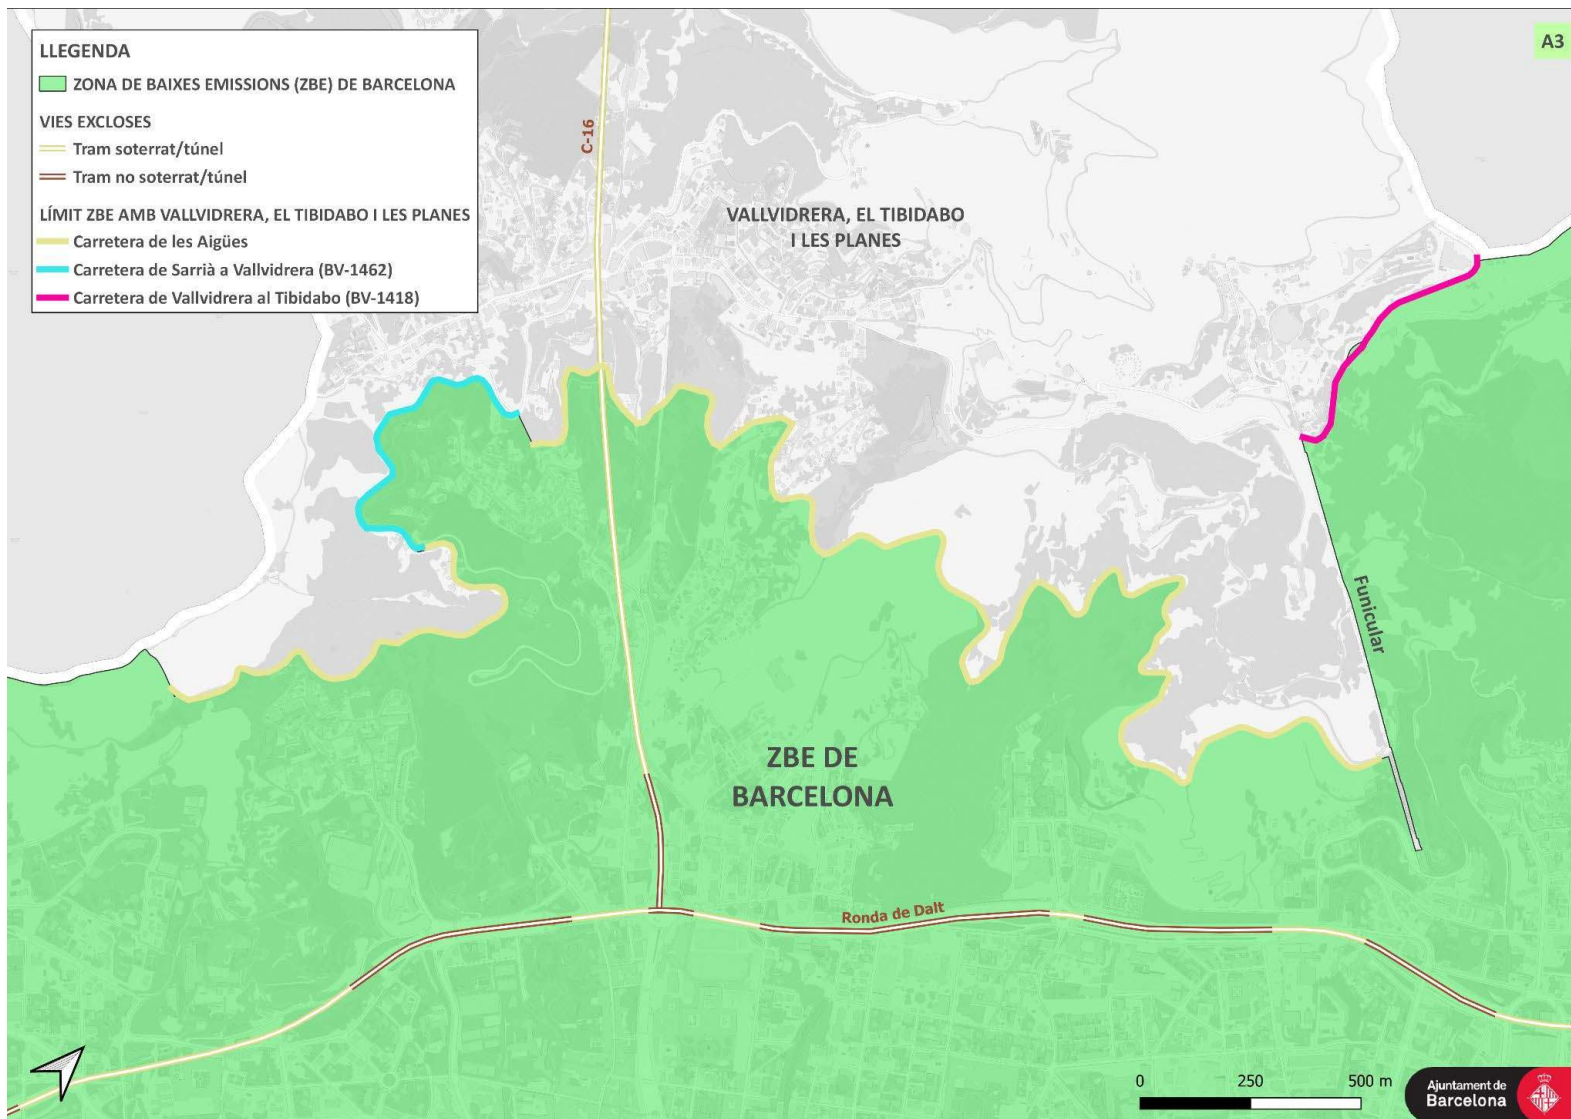 LLEGENDA
ZONA DE BAIXES EMISSIONS (ZBE) DE BARCELONA
VIES EXCLOSES
Tram soterrat/túnel
Tram no soterrat/túnel
LÍMIT ZBE AMB VALLVIDRERA, EL TIBIDABO I LES PLANES
Carretera de les Aigües
Carretera de Sarrià a Vallvidrera (BV-1462)
Carretera de Vallvidrera al Tibidabo (BV-1418)
A3
C-16
VALLVIDRERA, EL TIBIDABO
I LES PLANES
Funicular
ZBE DE
BARCELONA
Ronda de Dalt
0 250 500 m
Ajuntament de
Barcelona